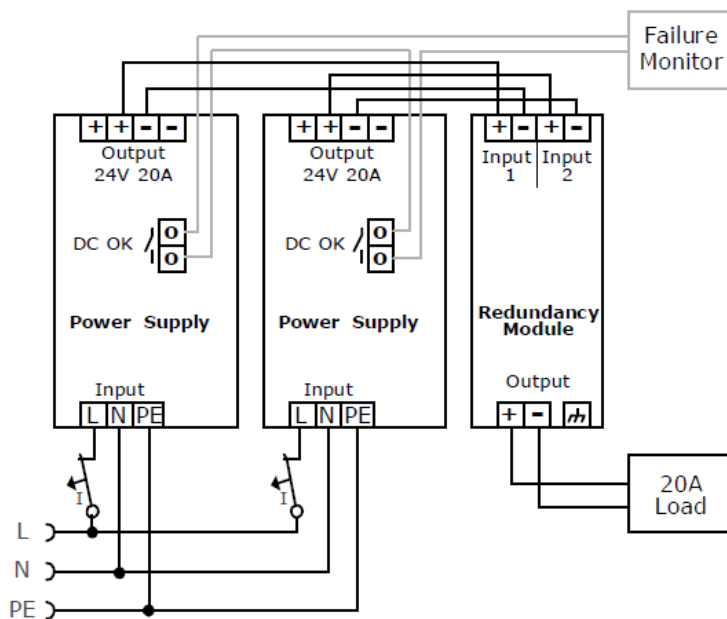 Failure
Monitor
+ + - -
Output
24V 20A
DC OK
O
O
Power Supply
Input
L N PE
I
+ + - -
Output
24V 20A
DC OK
O
O
Power Supply
Input
L N PE
I
+ - + -
Input
1
Input
2
Redundancy
Module
Output
+ -
20A
Load
L
N
PE